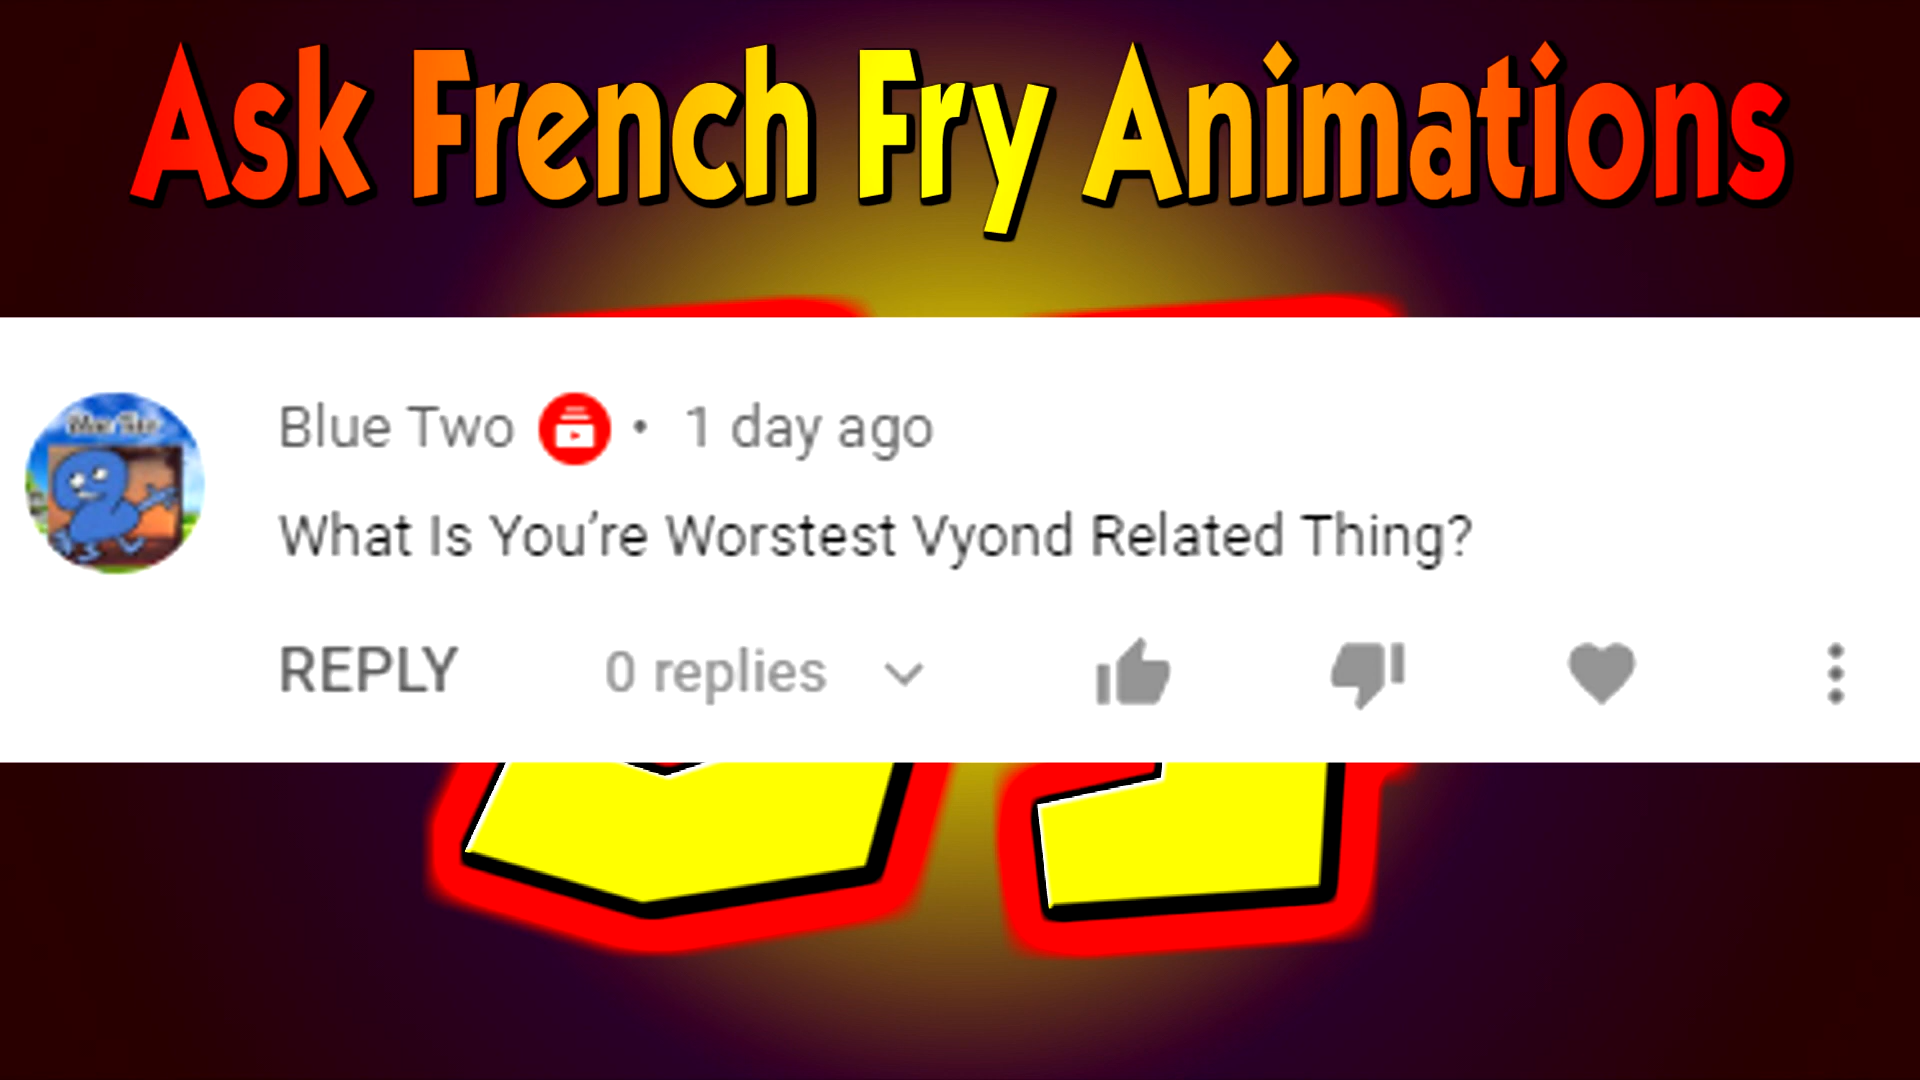 Ask French Fry Animations
Blue Two • 1 day ago
What Is You’re Worstest Vyond Related Thing?
REPLY 0 replies